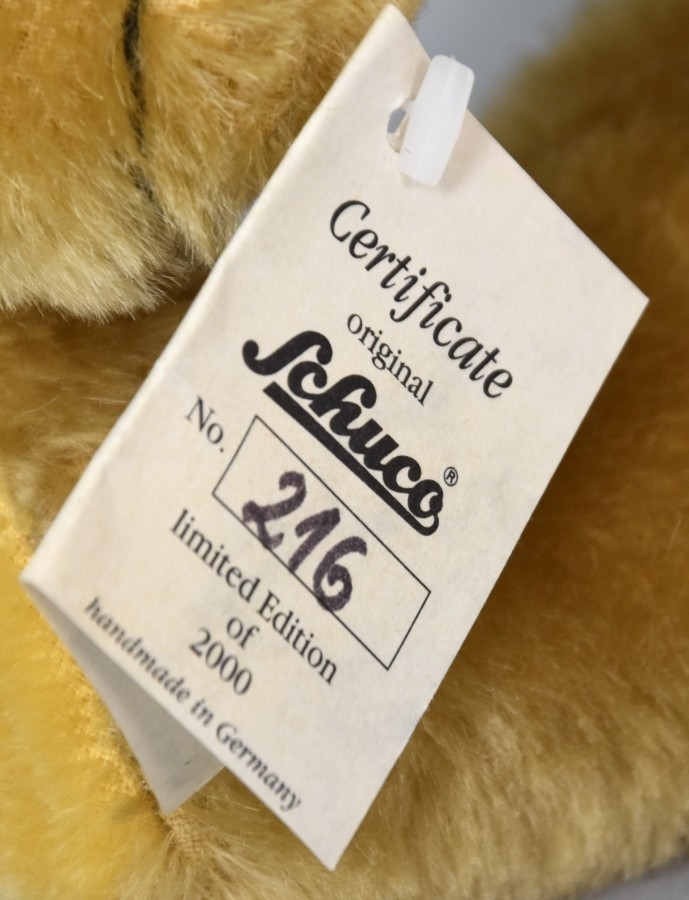 Certificate
original
Schuco®
No. 216
limited Edition
of
2000
handmade in Germany